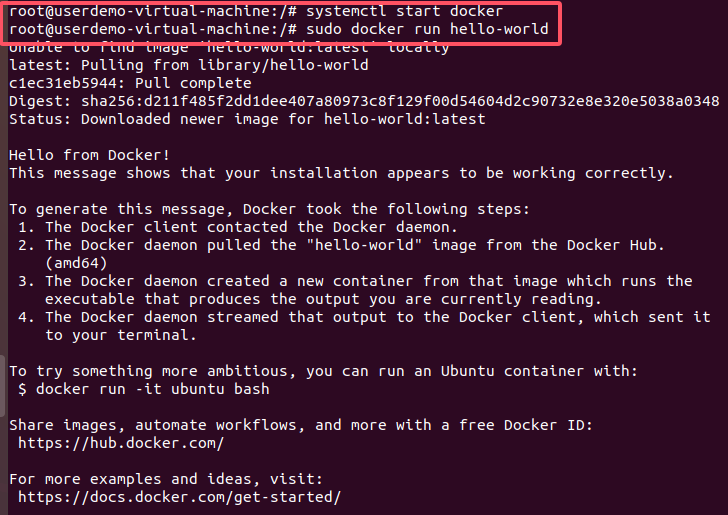 root@userdemo-virtual-machine:/# systemctl start docker
root@userdemo-virtual-machine:/# sudo docker run hello-world
Unable to find image 'hello-world:latest' locally
latest: Pulling from library/hello-world
c1ec31eb5944: Pull complete
Digest: sha256:d211f485f2dd1dee407a80973c8f129f00d54604d2c90732e8e320e5038a0348
Status: Downloaded newer image for hello-world:latest

Hello from Docker!
This message shows that your installation appears to be working correctly.

To generate this message, Docker took the following steps:
 1. The Docker client contacted the Docker daemon.
 2. The Docker daemon pulled the "hello-world" image from the Docker Hub.
    (amd64)
 3. The Docker daemon created a new container from that image which runs the
    executable that produces the output you are currently reading.
 4. The Docker daemon streamed that output to the Docker client, which sent it
    to your terminal.

To try something more ambitious, you can run an Ubuntu container with:
 $ docker run -it ubuntu bash

Share images, automate workflows, and more with a free Docker ID:
 https://hub.docker.com/

For more examples and ideas, visit:
 https://docs.docker.com/get-started/